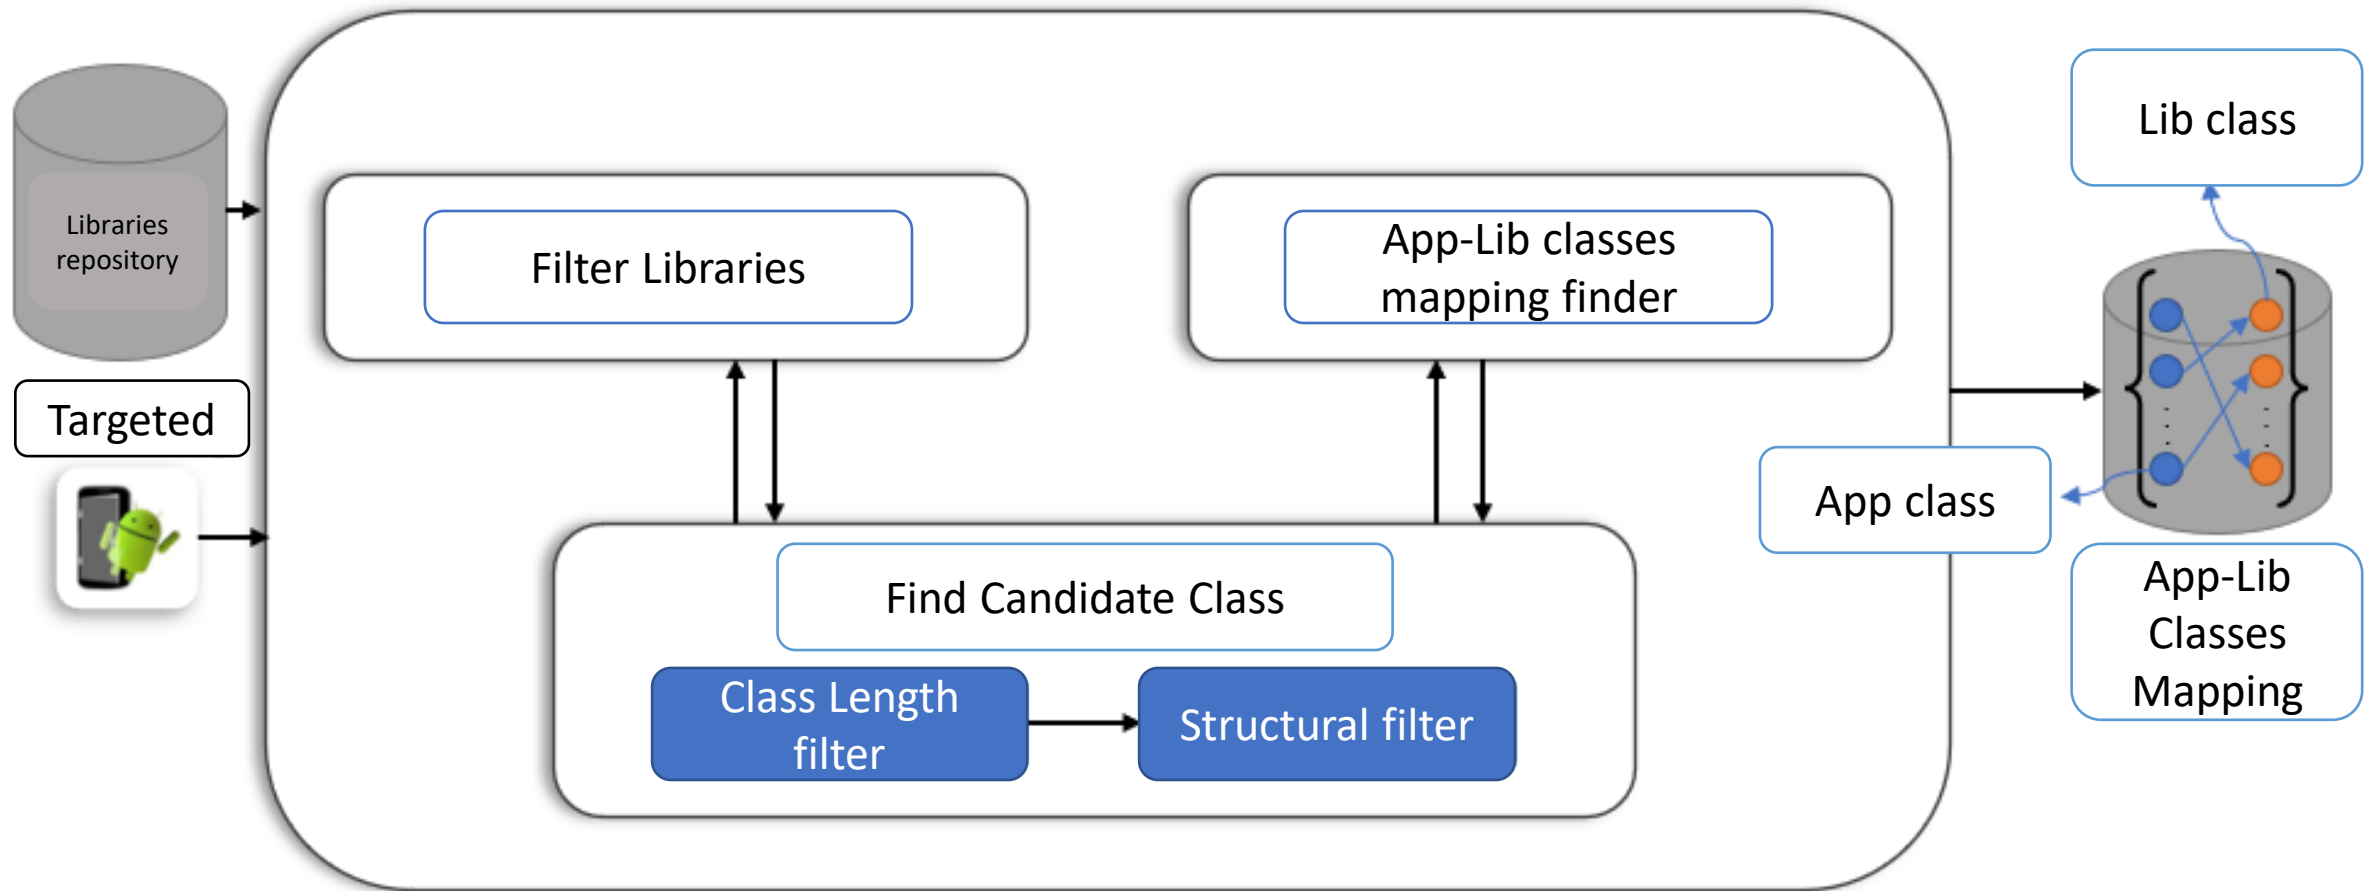 Libraries
repository
Targeted
Filter Libraries
App-Lib classes
mapping finder
Find Candidate Class
Class Length
filter
Structural filter
Lib class
App class
App-Lib
Classes
Mapping